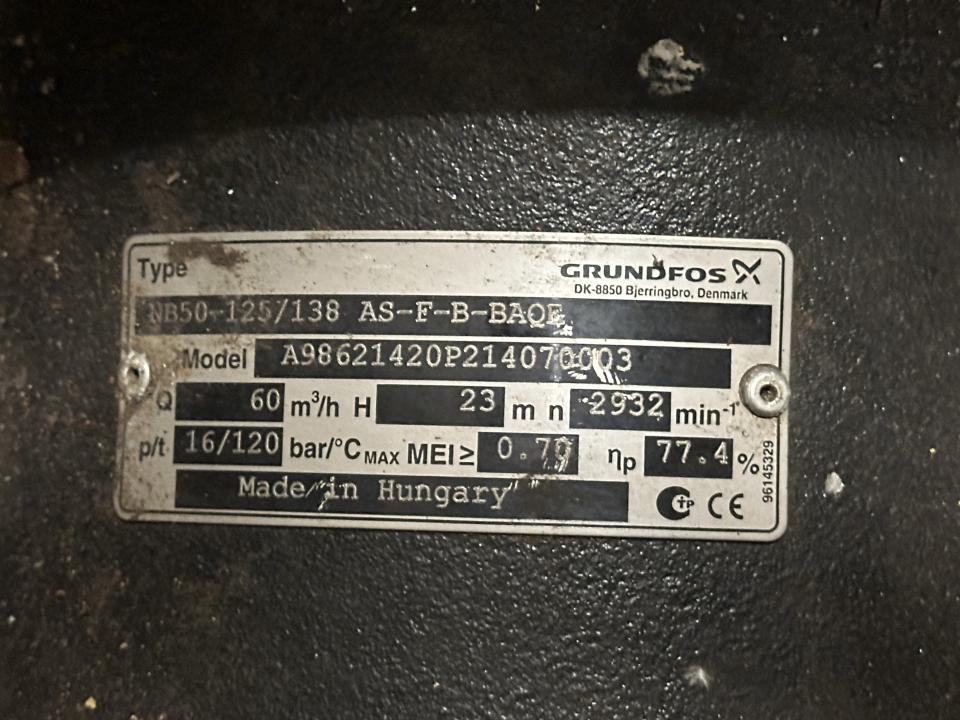 Type
GRUNDFOS
DK-8850 Bjerringbro, Denmark
NB50-125/138 AS-F-B-BAQE
Model A98621420P214070003
Q 60 m³/h H 23 m n 2932 min⁻¹
p/t 16/120 bar/°C MAX MEI≥ 0.70 ηp 77.4 %
Made in Hungary
CE
96145329